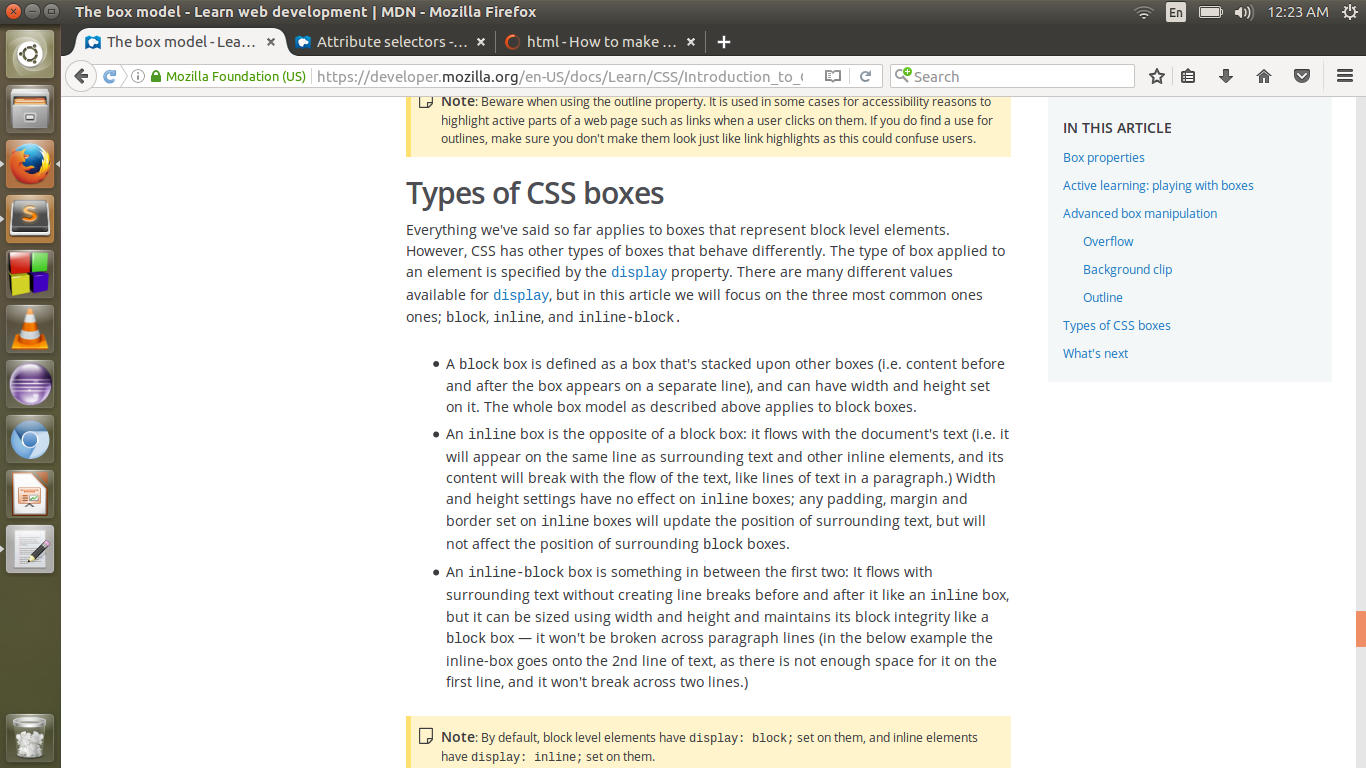 The box model - Learn web development | MDN - Mozilla Firefox
En
12:23 AM
The box model - Lea...
Attribute selectors -...
html - How to make ...
Mozilla Foundation (US)
https://developer.mozilla.org/en-US/docs/Learn/CSS/Introduction_to_
Search
Note: Beware when using the outline property. It is used in some cases for accessibility reasons to
highlight active parts of a web page such as links when a user clicks on them. If you do find a use for
outlines, make sure you don't make them look just like link highlights as this could confuse users.
Types of CSS boxes
Everything we've said so far applies to boxes that represent block level elements.
However, CSS has other types of boxes that behave differently. The type of box applied to
an element is specified by the display property. There are many different values
available for display, but in this article we will focus on the three most common ones
ones; block, inline, and inline-block.
• A block box is defined as a box that's stacked upon other boxes (i.e. content before
and after the box appears on a separate line), and can have width and height set
on it. The whole box model as described above applies to block boxes.
• An inline box is the opposite of a block box: it flows with the document's text (i.e. it
will appear on the same line as surrounding text and other inline elements, and its
content will break with the flow of the text, like lines of text in a paragraph.) Width
and height settings have no effect on inline boxes; any padding, margin and
border set on inline boxes will update the position of surrounding text, but will
not affect the position of surrounding block boxes.
• An inline-block box is something in between the first two: It flows with
surrounding text without creating line breaks before and after it like an inline box,
but it can be sized using width and height and maintains its block integrity like a
block box — it won't be broken across paragraph lines (in the below example the
inline-box goes onto the 2nd line of text, as there is not enough space for it on the
first line, and it won't break across two lines.)
Note: By default, block level elements have display: block; set on them, and inline elements
have display: inline; set on them.
IN THIS ARTICLE
Box properties
Active learning: playing with boxes
Advanced box manipulation
Overflow
Background clip
Outline
Types of CSS boxes
What's next